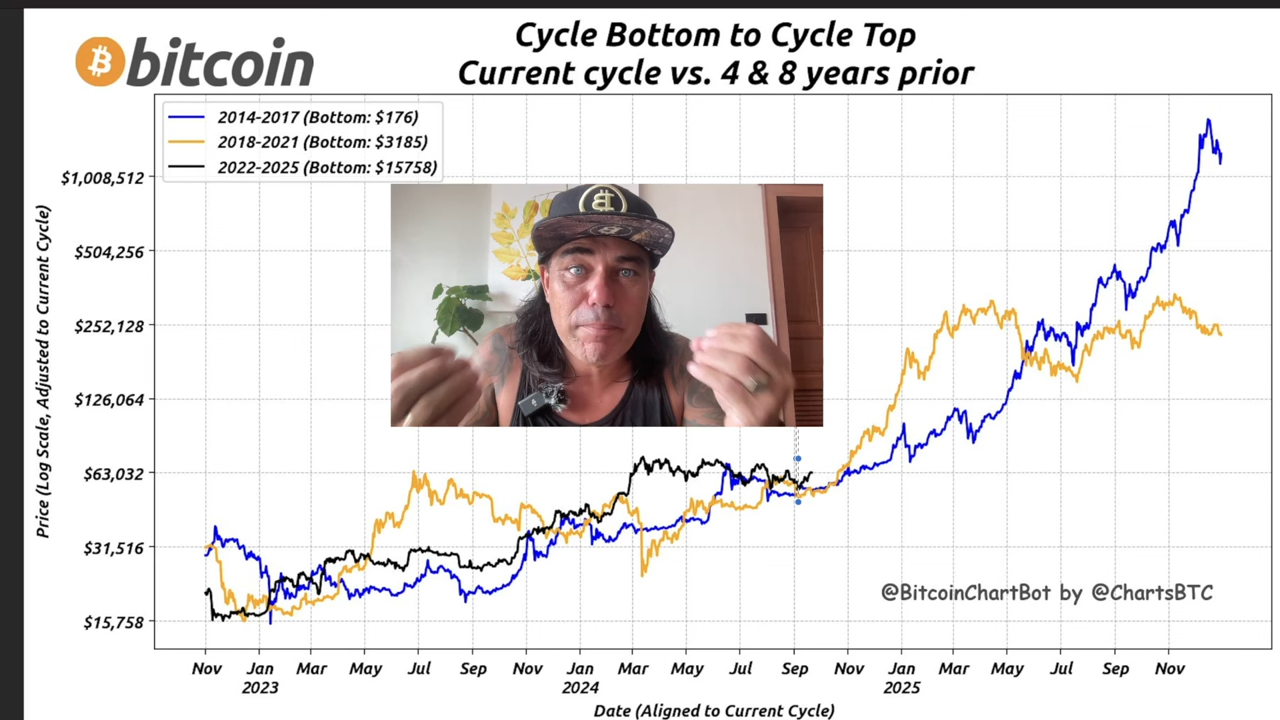 bitcoin
Cycle Bottom to Cycle Top
Current cycle vs. 4 & 8 years prior
2014-2017 (Bottom: $176)
2018-2021 (Bottom: $3185)
2022-2025 (Bottom: $15758)
Price (Log Scale, Adjusted to Current Cycle)
$1,008,512
$504,256
$252,128
$126,064
$63,032
$31,516
$15,758
@BitcoinChartBot by @ChartsBTC
Nov Jan Mar May Jul Sep Nov Jan Mar May Jul Sep Nov Jan Mar May Jul Sep Nov
2023 2024 2025
Date (Aligned to Current Cycle)